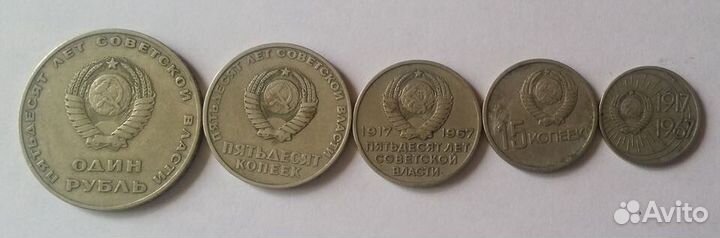 ПЯТЬДЕСЯТ ЛЕТ СОВЕТСКОЙ ВЛАСТИ
ОДИН
РУБЛЬ
ПЯТЬДЕСЯТ ЛЕТ СОВЕТСКОЙ ВЛАСТИ
ПЯТЬДЕСЯТ
КОПЕЕК
1917 1967
ПЯТЬДЕСЯТ ЛЕТ
СОВЕТСКОЙ
ВЛАСТИ
15 КОПЕЕК
1917
1967
Avito